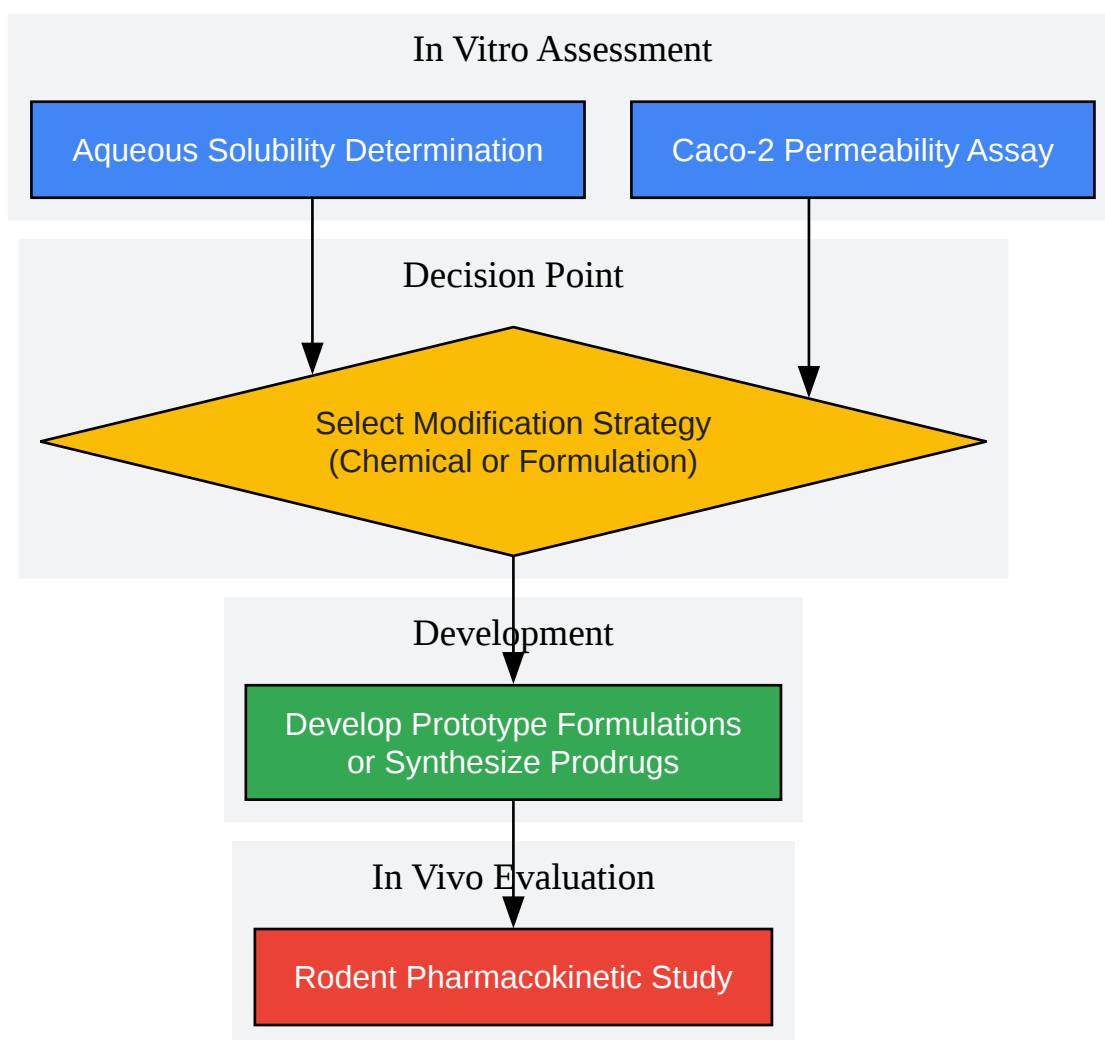 In Vitro Assessment
Aqueous Solubility Determination
Caco-2 Permeability Assay
Decision Point
Select Modification Strategy
(Chemical or Formulation)
Development
Develop Prototype Formulations
or Synthesize Prodrugs
In Vivo Evaluation
Rodent Pharmacokinetic Study